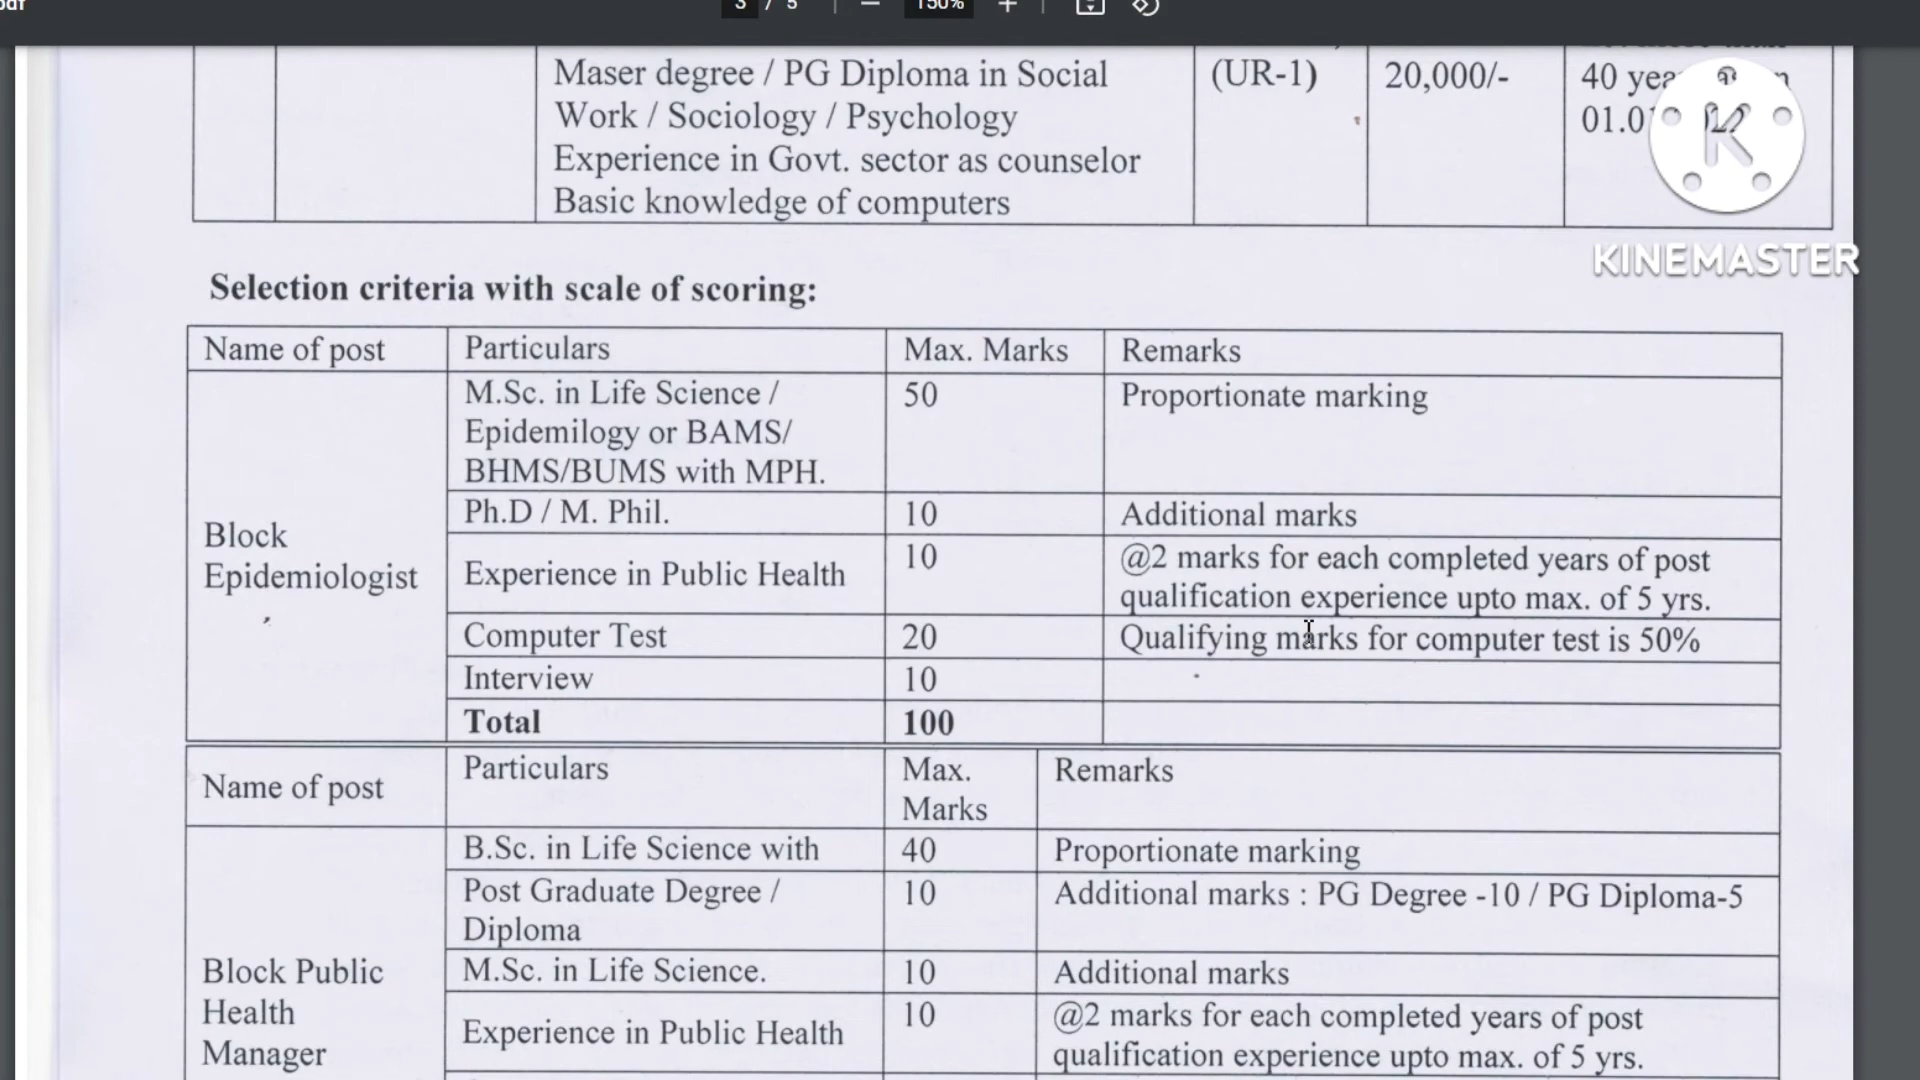 odf
3 / 5
150%
Maser degree / PG Diploma in Social
Work / Sociology / Psychology
Experience in Govt. sector as counselor
Basic knowledge of computers
(UR-1)
20,000/-
40
01.0
KINEMASTER
Selection criteria with scale of scoring:
Name of post
Particulars
Max. Marks
Remarks
Block
Epidemiologist
M.Sc. in Life Science /
Epidemilogy or BAMS/
BHMS/BUMS with MPH.
50
Proportionate marking
Ph.D / M. Phil.
10
Additional marks
Experience in Public Health
10
@2 marks for each completed years of post
qualification experience upto max. of 5 yrs.
Computer Test
20
Qualifying marks for computer test is 50%
Interview
10
Total
100
Name of post
Particulars
Max.
Marks
Remarks
Block Public
Health
Manager
B.Sc. in Life Science with
40
Proportionate marking
Post Graduate Degree /
Diploma
10
Additional marks : PG Degree -10 / PG Diploma-5
M.Sc. in Life Science.
10
Additional marks
Experience in Public Health
10
@2 marks for each completed years of post
qualification experience upto max. of 5 yrs.